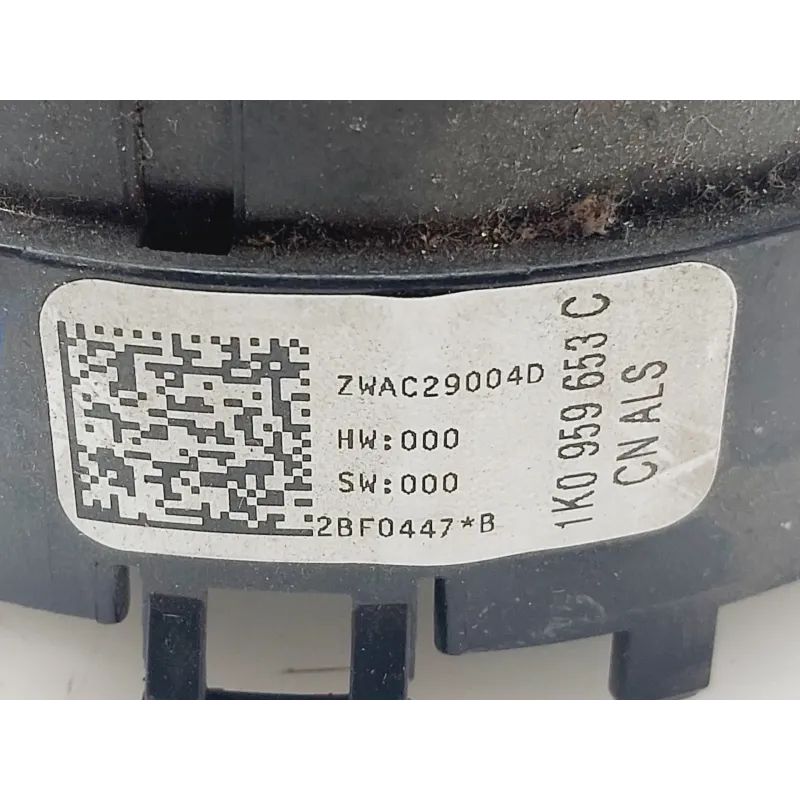 ZWAC29004D
HW:000
SW:000
2BF0447*B
1K0 959 653 C
CN ALS